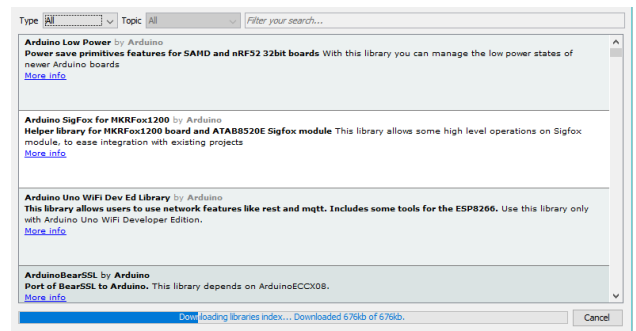 Type All Topic All Filter your search...
Arduino Low Power by Arduino
Power save primitives features for SAMD and nRF52 32bit boards With this library you can manage the low power states of
newer Arduino boards
More info
Arduino SigFox for MKRFox1200 by Arduino
Helper library for MKRFox1200 board and ATAB8520E Sigfox module This library allows some high level operations on Sigfox
module, to ease integration with existing projects
More info
Arduino Uno WiFi Dev Ed Library by Arduino
This library allows users to use network features like rest and mqtt. Includes some tools for the ESP8266. Use this library only
with Arduino Uno WiFi Developer Edition.
More info
ArduinoBearSSL by Arduino
Port of BearSSL to Arduino. This library depends on ArduinoECCX08.
More info
Downloading libraries index... Downloaded 676kb of 676kb. Cancel